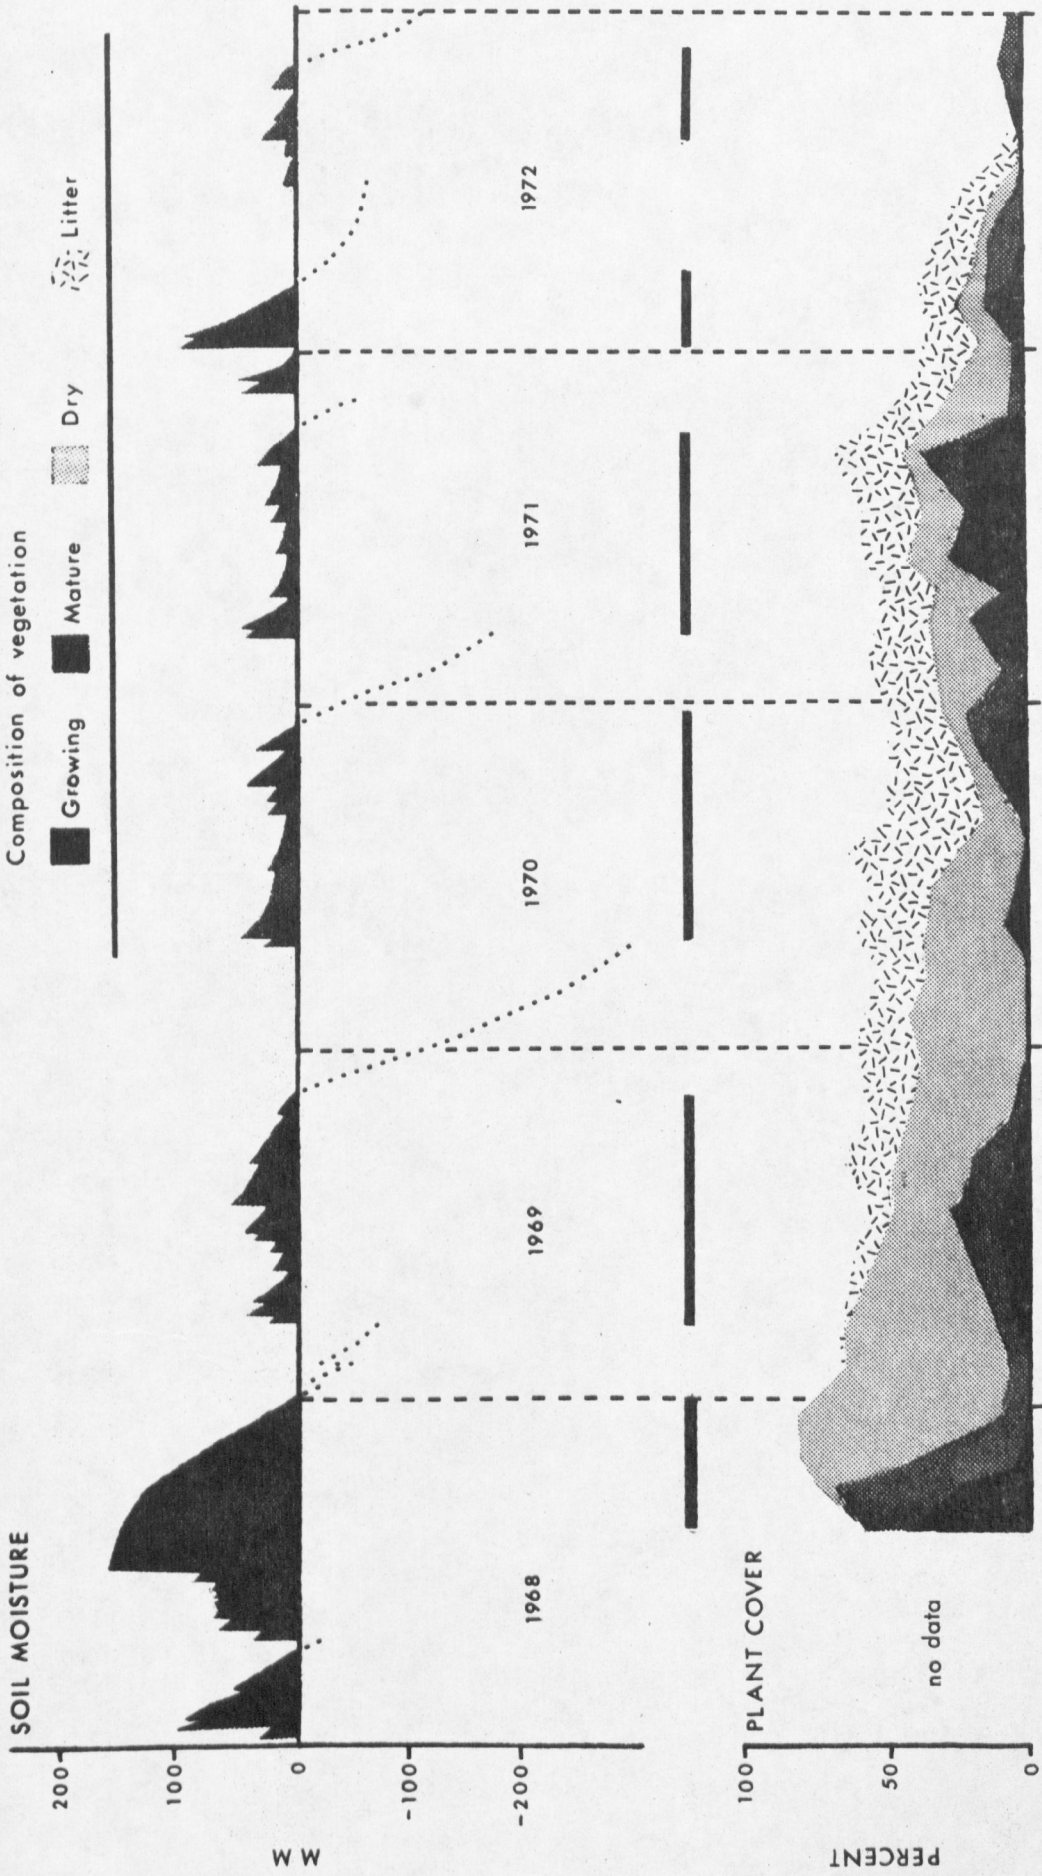 Composition of vegetation
Growing Mature Dry Litter
SOIL MOISTURE
200
100
0
-100
-200
MM
1968 1969 1970 1971 1972
PLANT COVER
100
50
0
PERCENT
no data